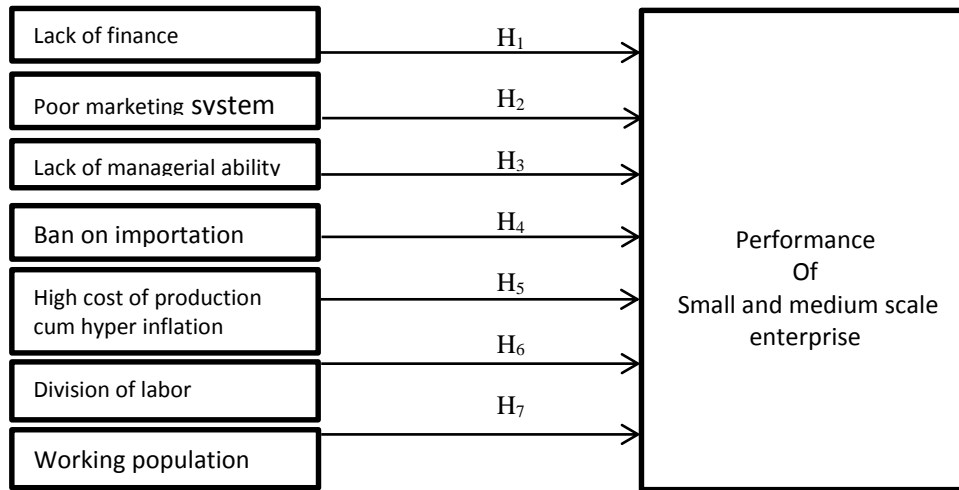 Lack of finance
H₁
Poor marketing system
H₂
Lack of managerial ability
H₃
Ban on importation
H₄
High cost of production
cum hyper inflation
H₅
Division of labor
H₆
Working population
H₇
Performance
Of
Small and medium scale
enterprise